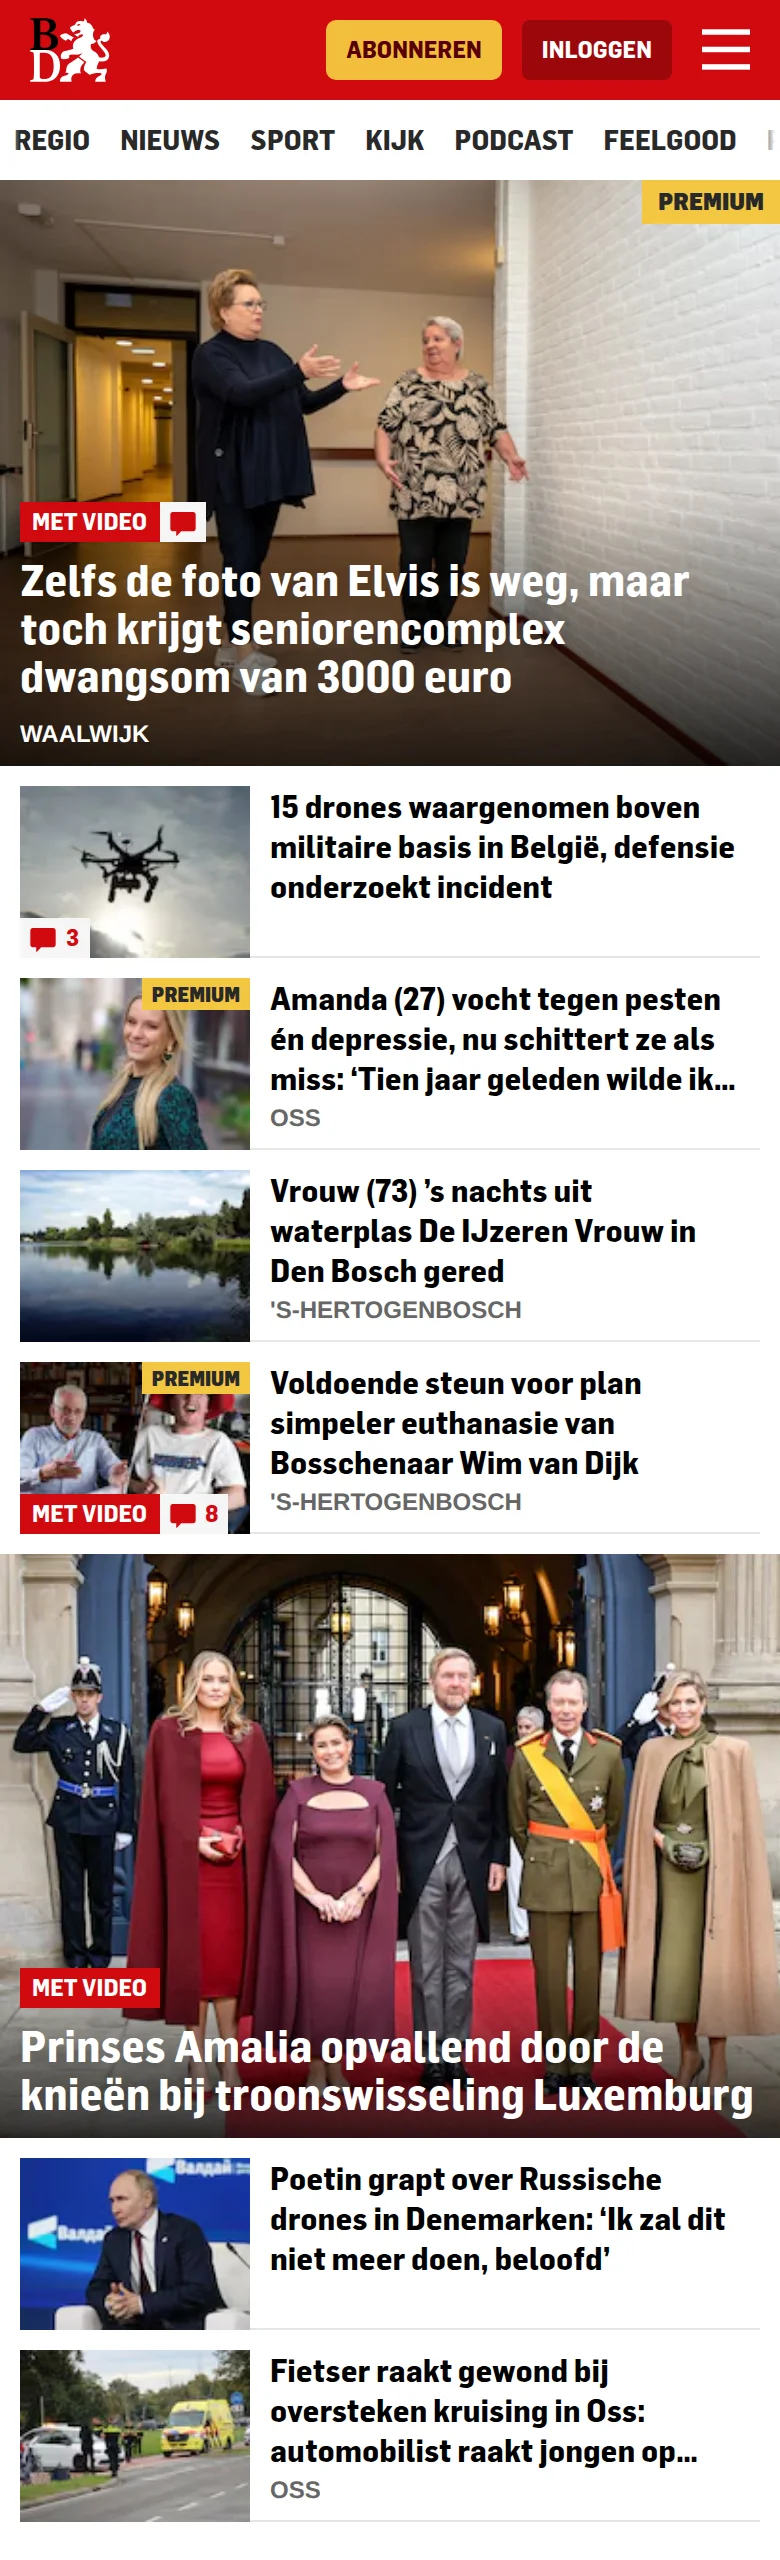 BD
ABONNEREN
INLOGGEN
REGIO NIEUWS SPORT KIJK PODCAST FEELGOOD
PREMIUM
MET VIDEO
Zelfs de foto van Elvis is weg, maar
toch krijgt seniorencomplex
dwangsom van 3000 euro
WAALWIJK
15 drones waargenomen boven
militaire basis in België, defensie
onderzoekt incident
3
PREMIUM
Amanda (27) vocht tegen pesten
én depressie, nu schittert ze als
miss: ‘Tien jaar geleden wilde ik...
OSS
Vrouw (73) ’s nachts uit
waterplas De IJzeren Vrouw in
Den Bosch gered
'S-HERTOGENBOSCH
PREMIUM
MET VIDEO
8
Voldoende steun voor plan
simpeler euthanasie van
Bosschenaar Wim van Dijk
'S-HERTOGENBOSCH
MET VIDEO
Prinses Amalia opvallend door de
knieën bij troonswisseling Luxemburg
Валдай
Poetin grapt over Russische
drones in Denemarken: ‘Ik zal dit
niet meer doen, beloofd’
Fietser raakt gewond bij
oversteken kruising in Oss:
automobilist raakt jongen op...
OSS